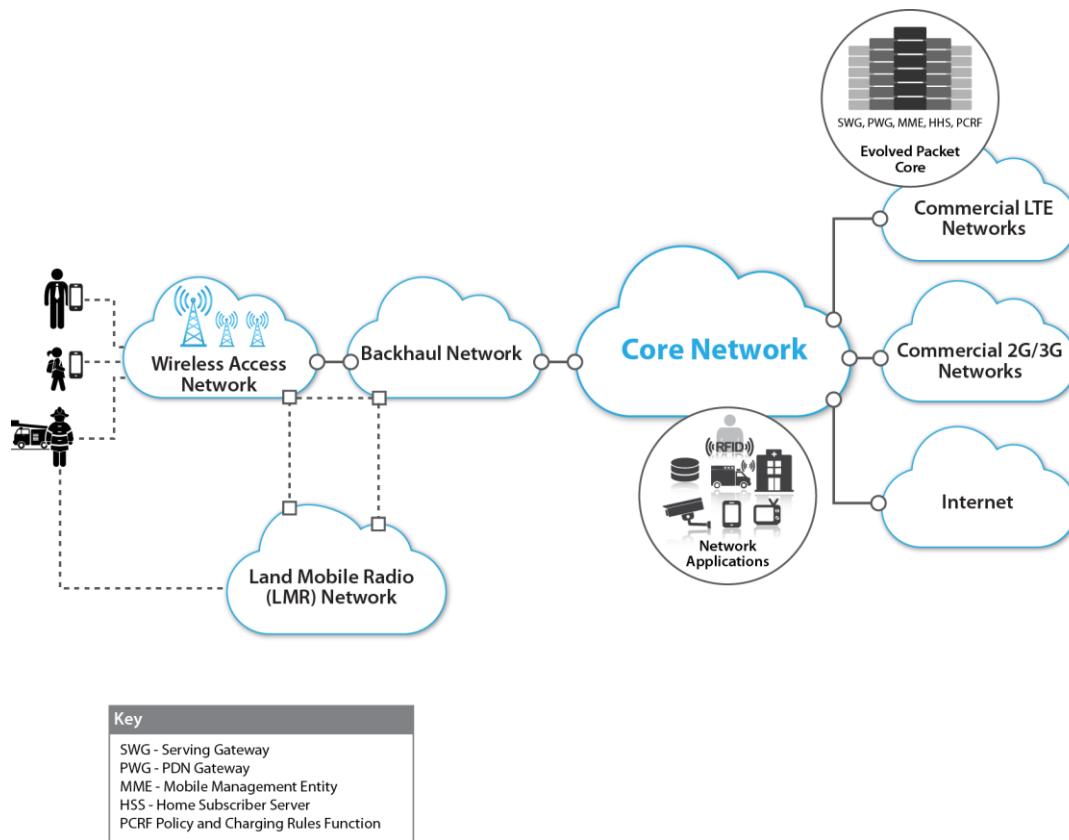 SWG, PWG, MME, HHS, PCRF
Evolved Packet
Core
Commercial LTE
Networks
Wireless Access
Network
Backhaul Network
Core Network
Commercial 2G/3G
Networks
RFID
Network
Applications
Internet
Land Mobile Radio
(LMR) Network
Key
SWG - Serving Gateway
PWG - PDN Gateway
MME - Mobile Management Entity
HSS - Home Subscriber Server
PCRF Policy and Charging Rules Function